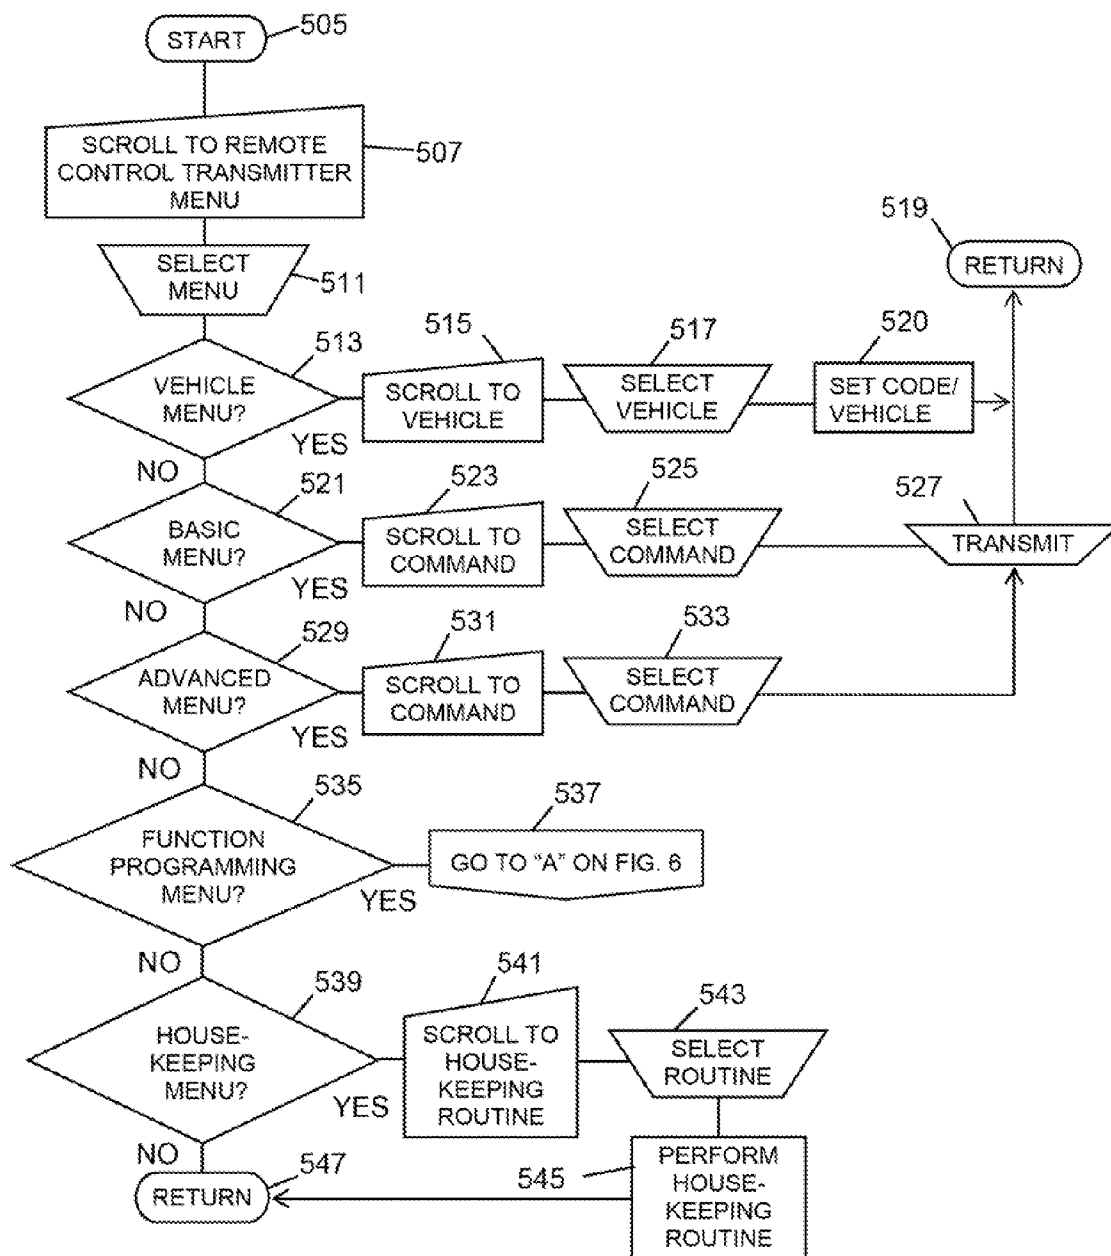 START
505
SCROLL TO REMOTE
CONTROL TRANSMITTER
MENU
507
SELECT
MENU
511
519
RETURN
VEHICLE
MENU?
513
YES
NO
515
SCROLL TO
VEHICLE
517
SELECT
VEHICLE
520
SET CODE/
VEHICLE
BASIC
MENU?
521
YES
NO
523
SCROLL TO
COMMAND
525
SELECT
COMMAND
527
TRANSMIT
ADVANCED
MENU?
529
YES
NO
531
SCROLL TO
COMMAND
533
SELECT
COMMAND
FUNCTION
PROGRAMMING
MENU?
535
YES
NO
537
GO TO “A” ON FIG. 6
HOUSE-
KEEPING
MENU?
539
YES
NO
541
SCROLL TO
HOUSE-
KEEPING
ROUTINE
543
SELECT
ROUTINE
545
PERFORM
HOUSE-
KEEPING
ROUTINE
547
RETURN